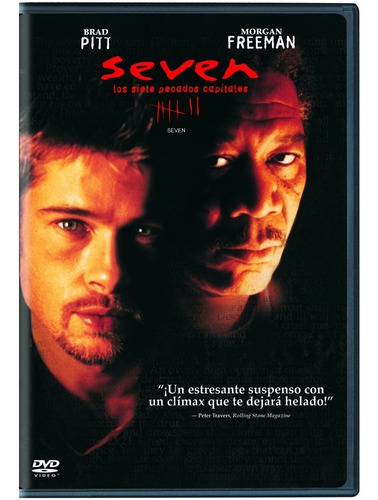 BRAD
PITT
MORGAN
FREEMAN
seven
los siete pecados capitales
SEVEN
“¡Un estresante suspenso con
un clímax que te dejará helado!”
— Peter Travers, Rolling Stone Magazine
DVD
VIDEO